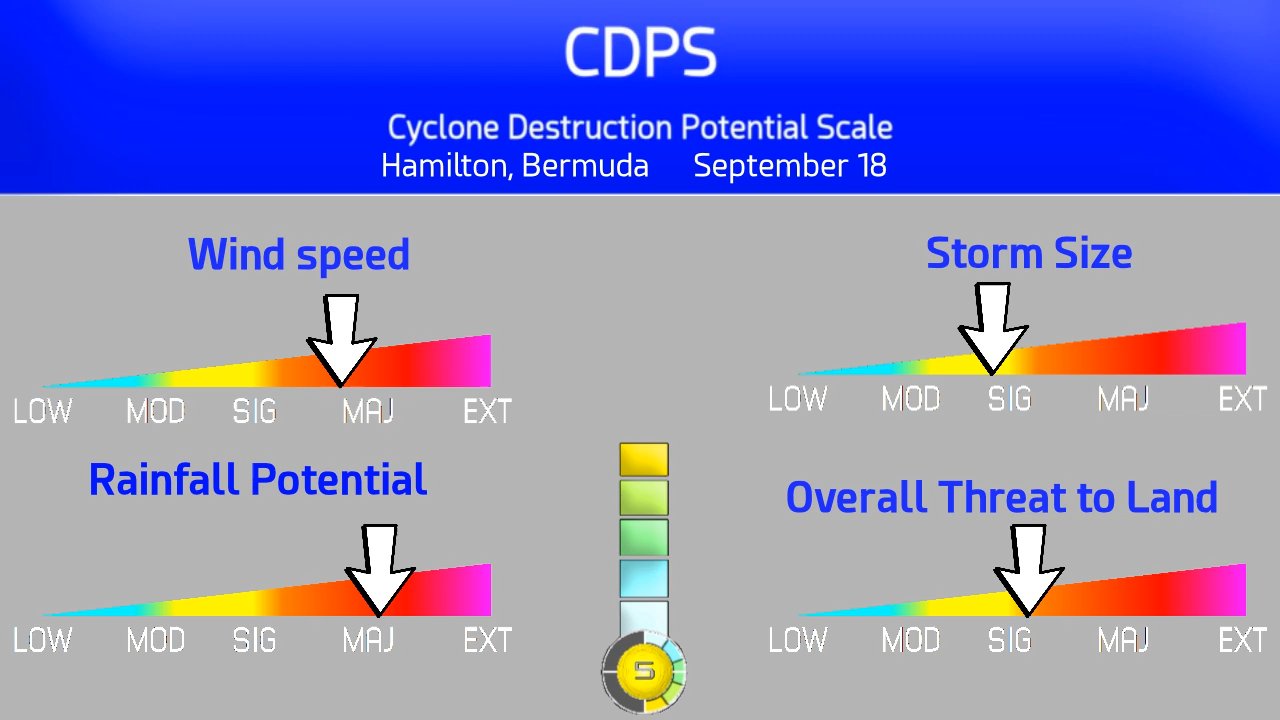 CDPS
Cyclone Destruction Potential Scale
Hamilton, Bermuda September 18
Wind speed
LOW MOD SIG MAJ EXT
Storm Size
LOW MOD SIG MAJ EXT
Rainfall Potential
LOW MOD SIG MAJ EXT
Overall Threat to Land
LOW MOD SIG MAJ EXT
5